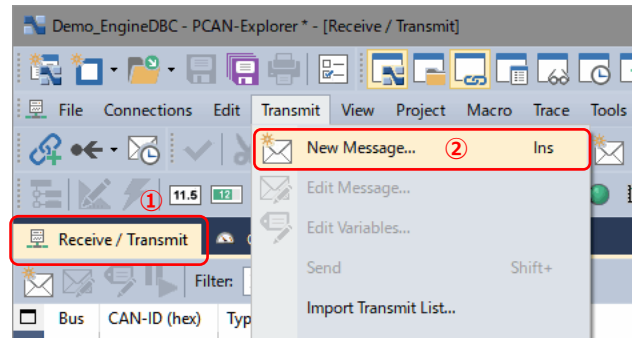 Demo_EngineDBC - PCAN-Explorer * - [Receive / Transmit]
File Connections Edit Transmit View Project Macro Trace Tools
New Message... ② Ins
Edit Message...
① 11.5 12
Edit Variables...
Receive / Transmit
Send Shift+
Filter:
Import Transmit List...
Bus CAN-ID (hex) Typ